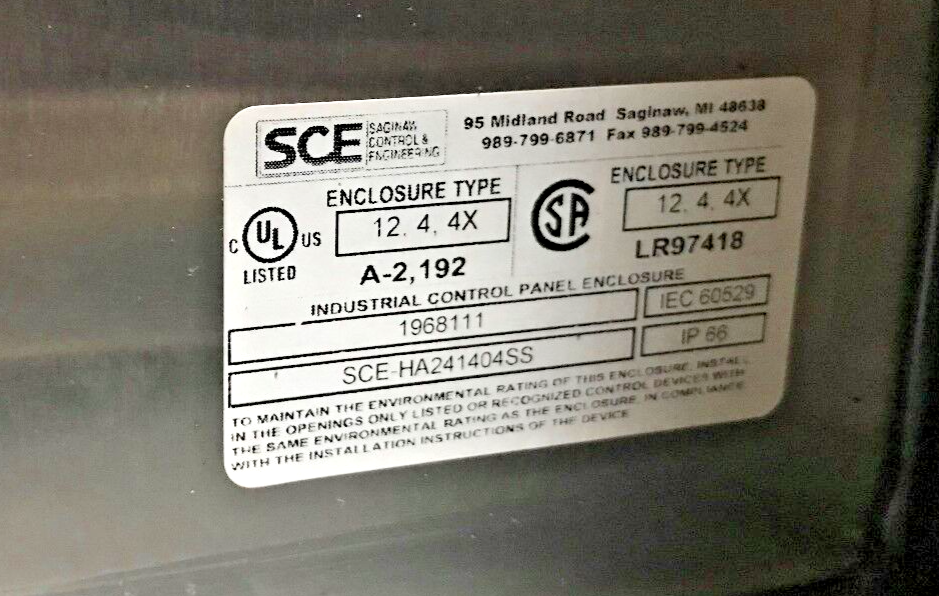 SCE
SAGINAW
CONTROL &
ENGINEERING
95 Midland Road Saginaw, MI 48638
989-799-6871 Fax 989-799-4524
ENCLOSURE TYPE
12, 4, 4X
C UL US
LISTED
A-2,192
SA
ENCLOSURE TYPE
12, 4, 4X
LR97418
INDUSTRIAL CONTROL PANEL ENCLOSURE
1968111
IEC 60529
SCE-HA241404SS
IP 66
TO MAINTAIN THE ENVIRONMENTAL RATING OF THIS ENCLOSURE, INSTALL
IN THE OPENINGS ONLY LISTED OR RECOGNIZED CONTROL DEVICES WITH
THE SAME ENVIRONMENTAL RATING AS THE ENCLOSURE, IN COMPLIANCE
WITH THE INSTALLATION INSTRUCTIONS OF THE DEVICE